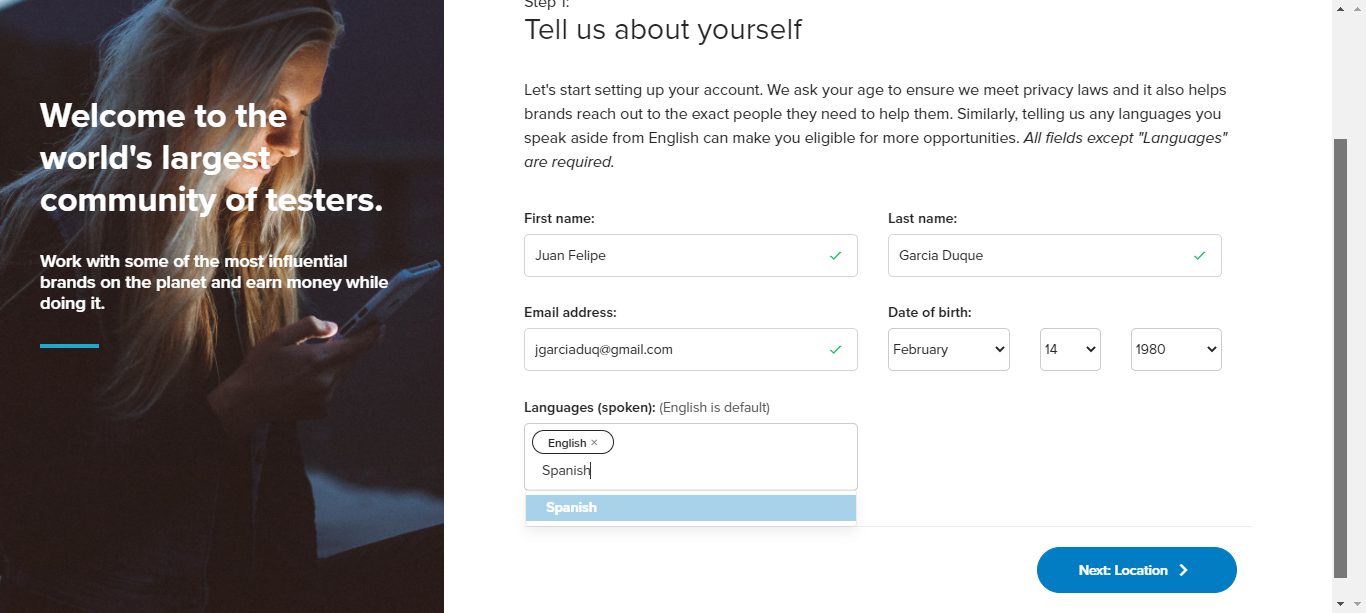 Step 1:
Tell us about yourself
Welcome to the
world's largest
community of testers.
Work with some of the most influential
brands on the planet and earn money while
doing it.
Let's start setting up your account. We ask your age to ensure we meet privacy laws and it also helps
brands reach out to the exact people they need to help them. Similarly, telling us any languages you
speak aside from English can make you eligible for more opportunities. All fields except "Languages"
are required.
First name:
Last name:
Juan Felipe
Garcia Duque
Email address:
Date of birth:
jgarciaduq@gmail.com
February
14
1980
Languages (spoken): (English is default)
English ×
Spanish
Spanish
Next: Location